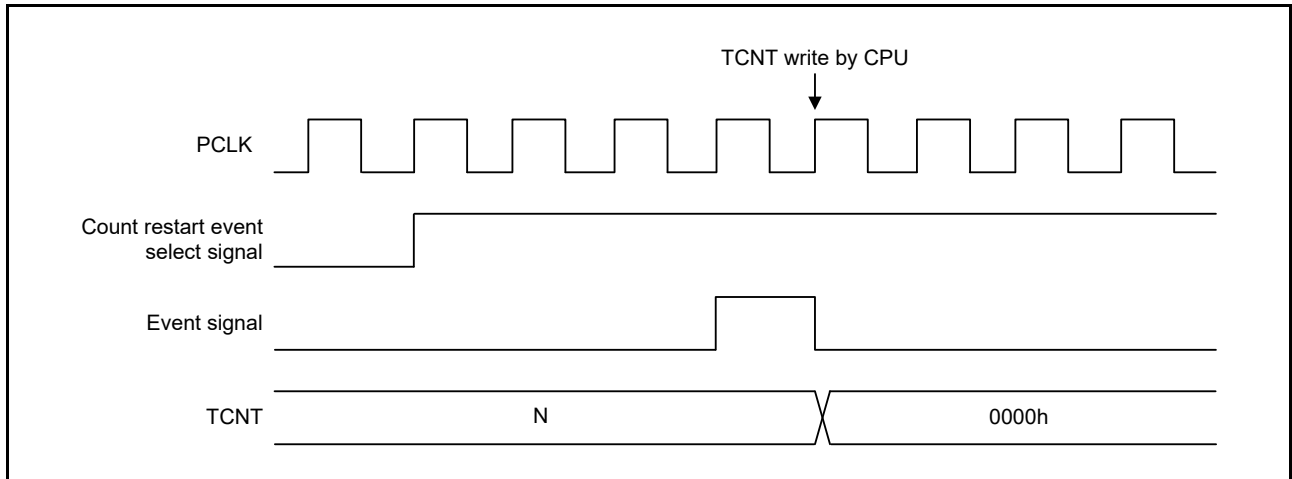 TCNT write by CPU
PCLK
Count restart event
select signal
Event signal
TCNT
N
0000h